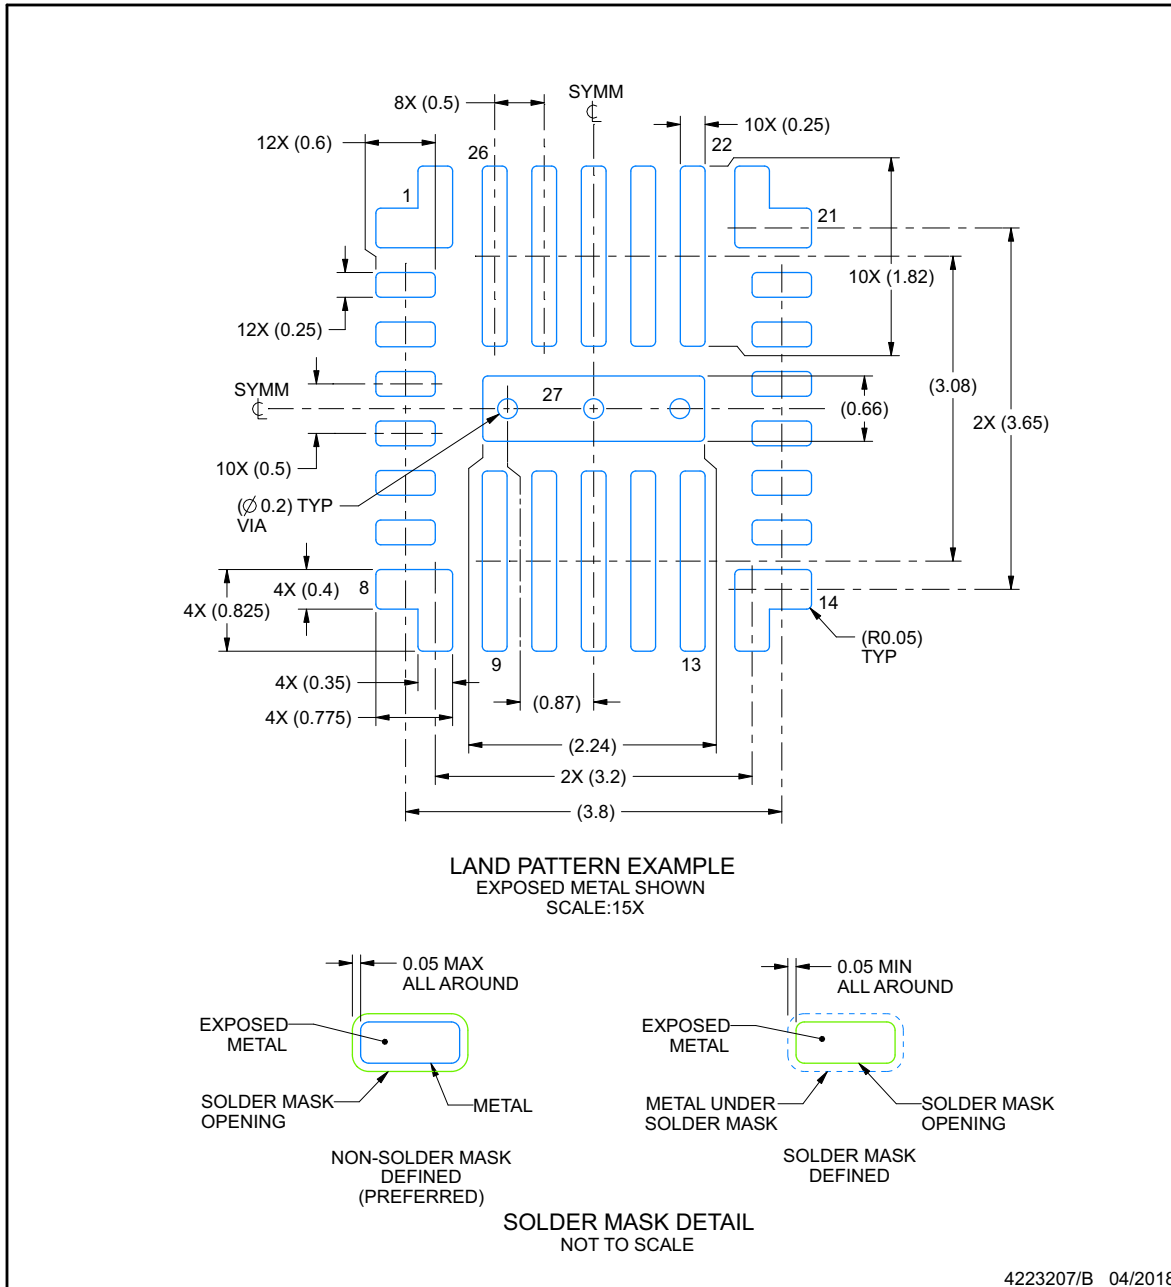 SYMM
℄
8X (0.5)
10X (0.25)
12X (0.6)
26
22
1
21
10X (1.82)
12X (0.25)
SYMM
℄
27
(3.08)
(0.66)
2X (3.65)
10X (0.5)
(Ø 0.2) TYP
VIA
8
4X (0.4)
14
4X (0.825)
(R0.05)
TYP
9
13
4X (0.35)
(0.87)
4X (0.775)
(2.24)
2X (3.2)
(3.8)
LAND PATTERN EXAMPLE
EXPOSED METAL SHOWN
SCALE:15X
0.05 MAX
ALL AROUND
0.05 MIN
ALL AROUND
EXPOSED
METAL
EXPOSED
METAL
SOLDER MASK
OPENING
METAL
METAL UNDER
SOLDER MASK
SOLDER MASK
OPENING
NON-SOLDER MASK
DEFINED
(PREFERRED)
SOLDER MASK
DEFINED
SOLDER MASK DETAIL
NOT TO SCALE
4223207/B 04/2018